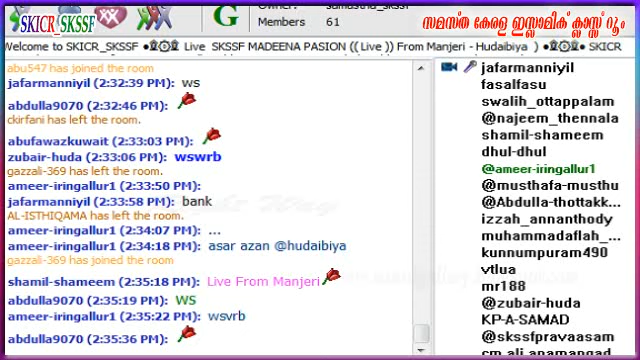 SKICR SKSSF
G
Owner: samastha_skssf
Members 61
സമസ്ത കേരള ഇസ്ലാമിക് ക്ലാസ്സ് റൂം
Welcome to SKICR_SKSSF Live SKSSF MADEENA PASION (( Live )) From Manjeri - Hudaibiya ) SKICR
abu547 has joined the room
jafarmanniyil (2:32:39 PM): ws
abdulla9070 (2:32:46 PM):
ckirfani has left the room.
abufawazkuwait (2:33:03 PM):
zubair-huda (2:33:06 PM): wswrb
gazzali-369 has left the room.
ameer-iringallur1 (2:33:50 PM):
jafarmanniyil (2:33:58 PM): bank
AL-ISTHIQAMA has left the room.
ameer-iringallur1 (2:34:07 PM): ...
ameer-iringallur1 (2:34:18 PM): asar azan @hudaibiya
gazzali-369 has joined the room
shamil-shameem (2:35:18 PM): Live From Manjeri
abdulla9070 (2:35:19 PM): WS
ameer-iringallur1 (2:35:22 PM): wsvrb
abdulla9070 (2:35:36 PM):
jafarmanniyil
fasalfasu
swalih_ottappalam
@najeem_thennala
shamil-shameem
dhul-dhul
@ameer-iringallur1
@musthafa-musthu
@Abdulla-thottakk...
izzah_annanthody
muhammadaflah_...
kunnumpuram490
vtlua
mr188
@zubair-huda
KP-A-SAMAD
@skssfpravaasam
cm ali anamangad